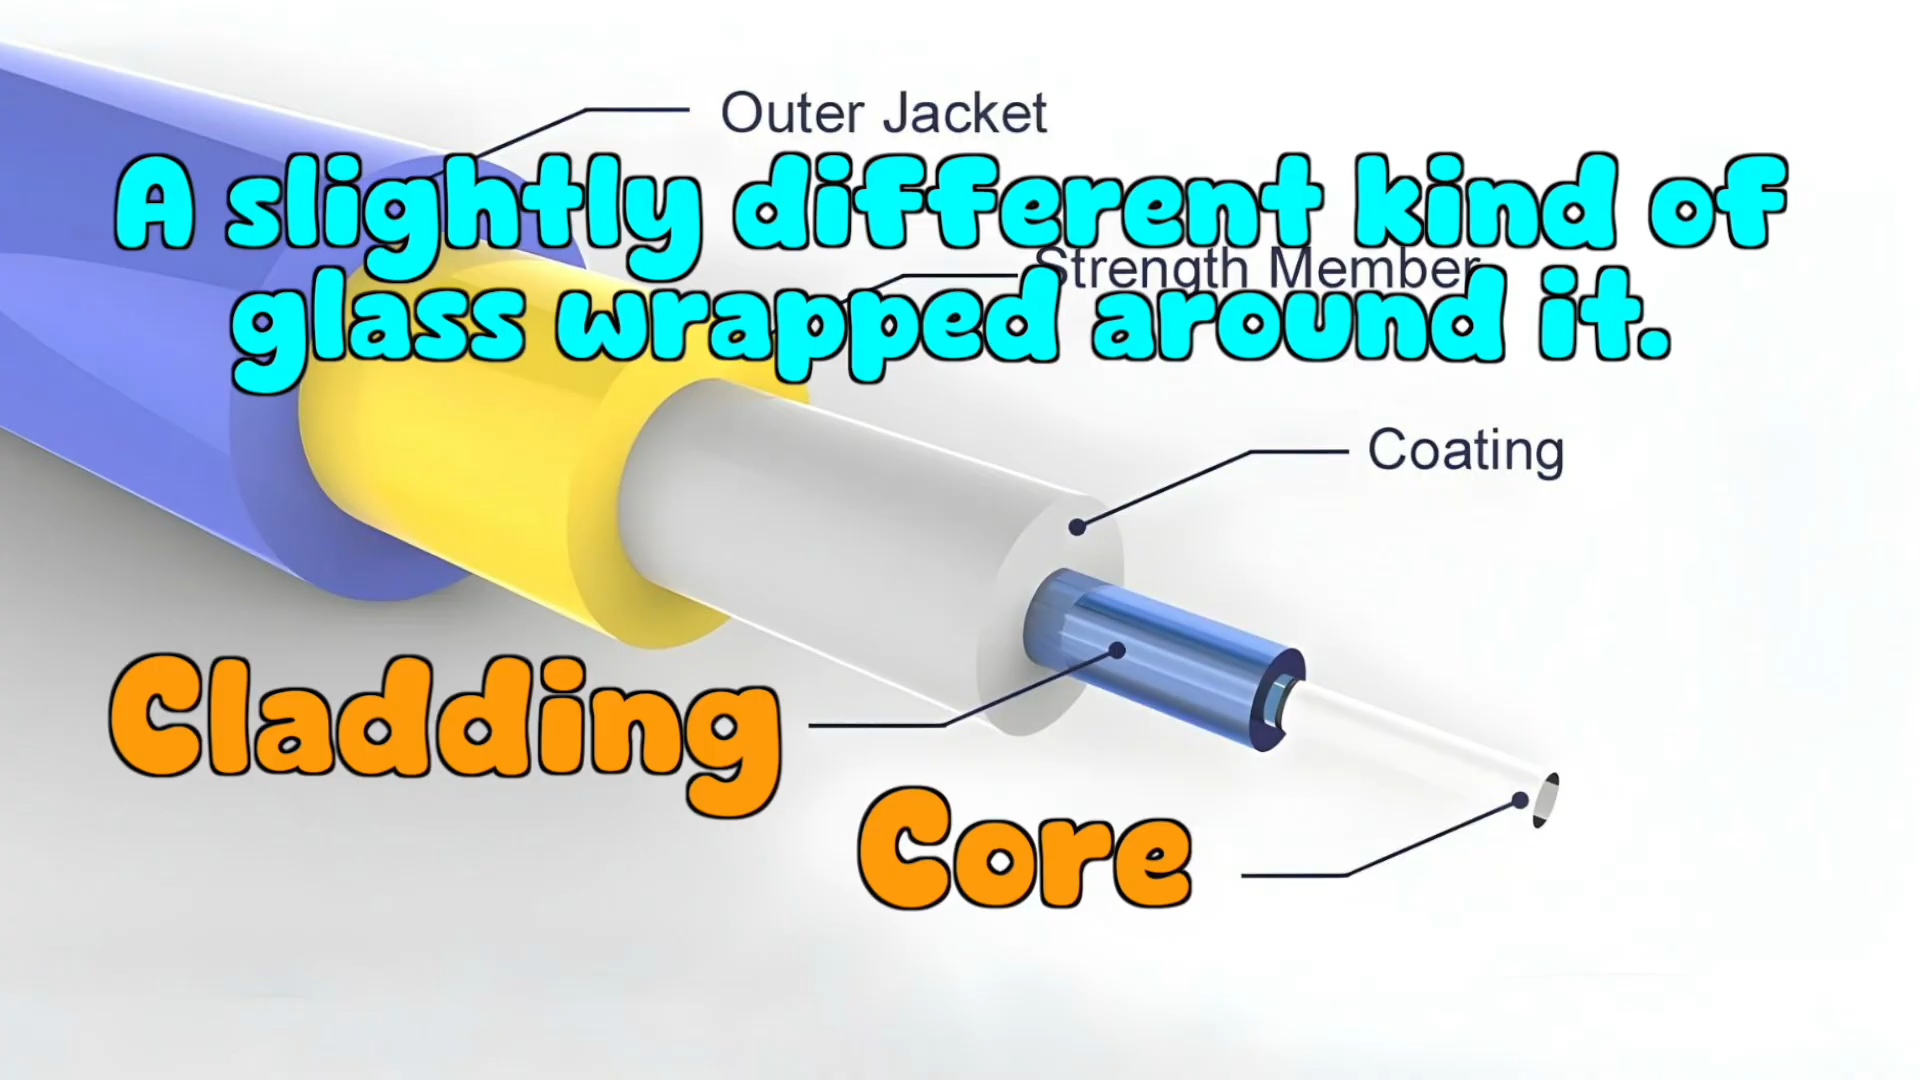 Outer Jacket
A slightly different kind of
Strength Member
glass wrapped around it.
Coating
Cladding
Core